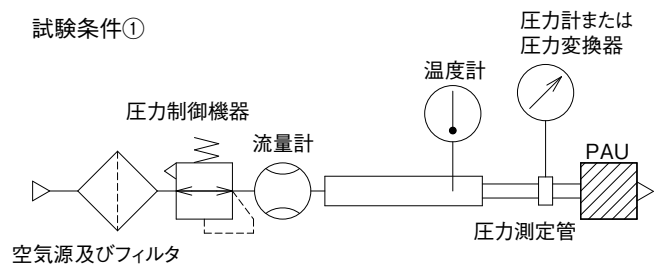 試験条件①
圧力計または
圧力変換器
温度計
圧力制御機器
流量計
PAU
圧力測定管
空気源及びフィルタ